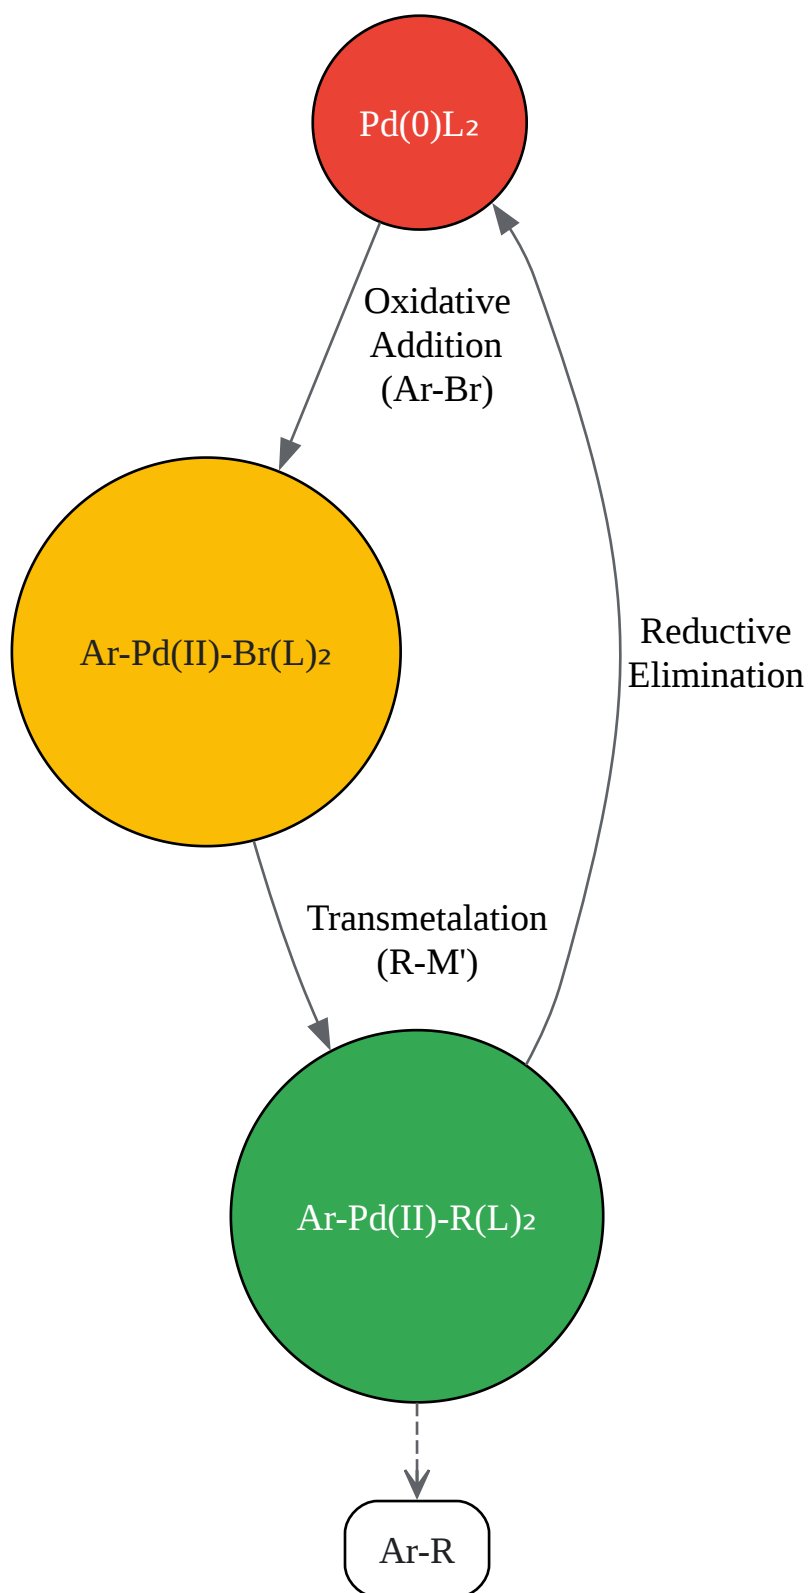 Pd(0)L₂
Oxidative
Addition
(Ar-Br)
Ar-Pd(II)-Br(L)₂
Reductive
Elimination
Transmetalation
(R-M')
Ar-Pd(II)-R(L)₂
Ar-R